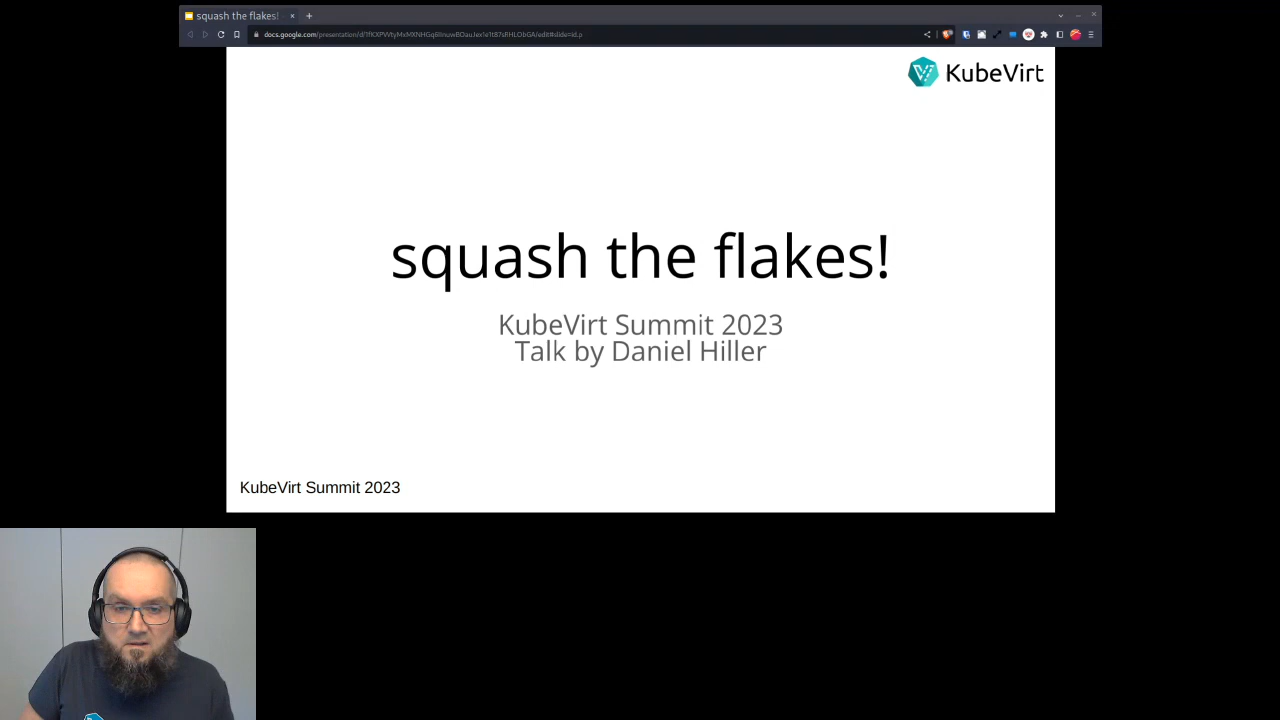 squash the flakes!
KubeVirt
squash the flakes!
KubeVirt Summit 2023
Talk by Daniel Hiller
KubeVirt Summit 2023